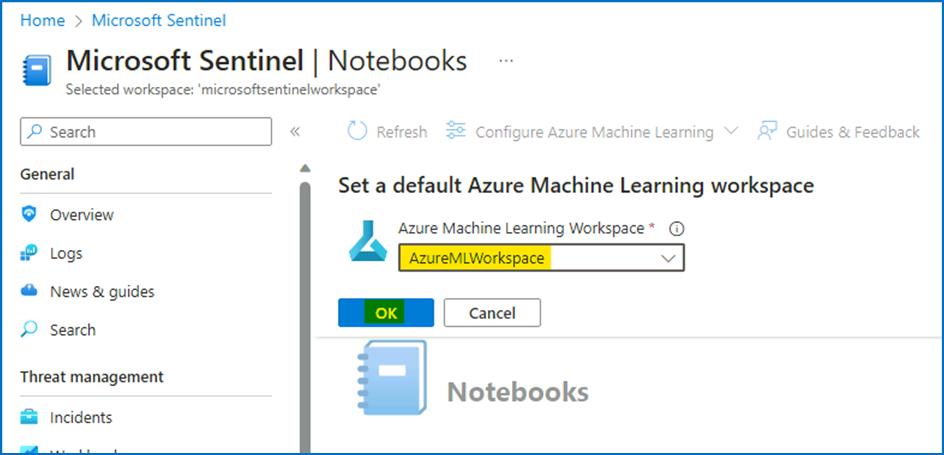 Home > Microsoft Sentinel
Microsoft Sentinel | Notebooks ...
Selected workspace: 'microsoftsentinelworkspace'
Search «
Refresh Configure Azure Machine Learning Guides & Feedback
General
Set a default Azure Machine Learning workspace
Overview
Azure Machine Learning Workspace *
Logs
AzureMLWorkspace
News & guides
OK Cancel
Search
Threat management
Notebooks
Incidents